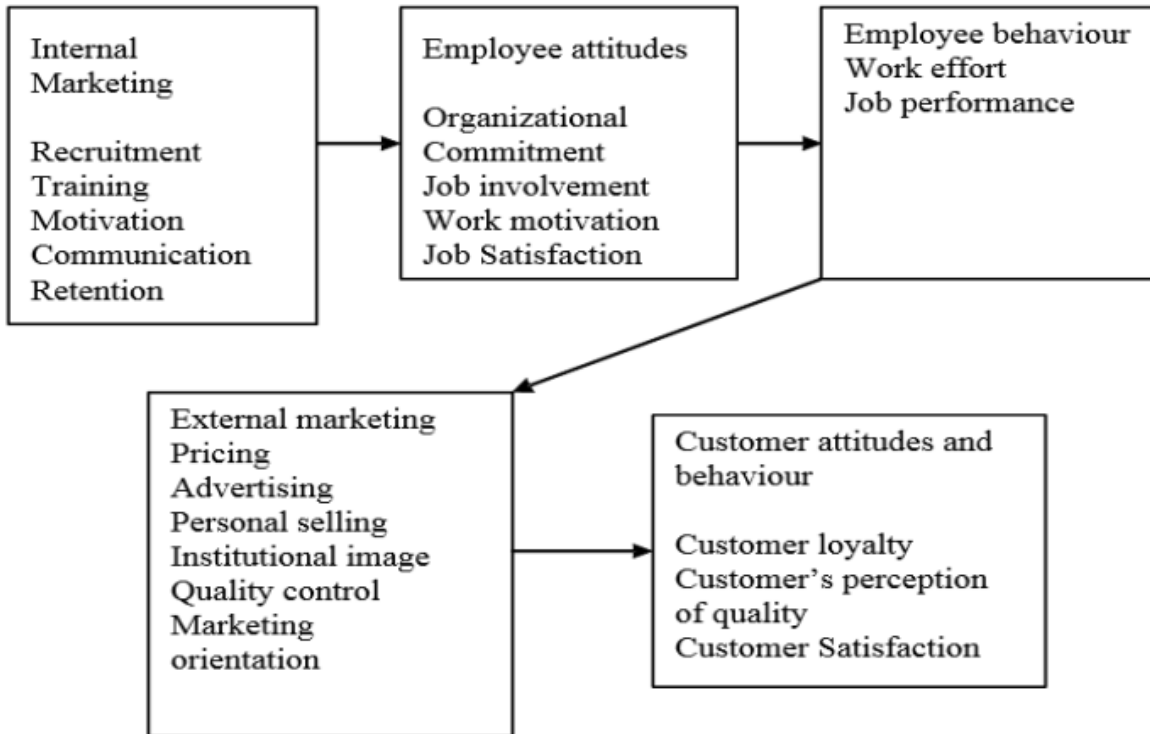 Internal
Marketing
Recruitment
Training
Motivation
Communication
Retention
Employee attitudes
Organizational
Commitment
Job involvement
Work motivation
Job Satisfaction
Employee behaviour
Work effort
Job performance
External marketing
Pricing
Advertising
Personal selling
Institutional image
Quality control
Marketing
orientation
Customer attitudes and
behaviour
Customer loyalty
Customer’s perception
of quality
Customer Satisfaction